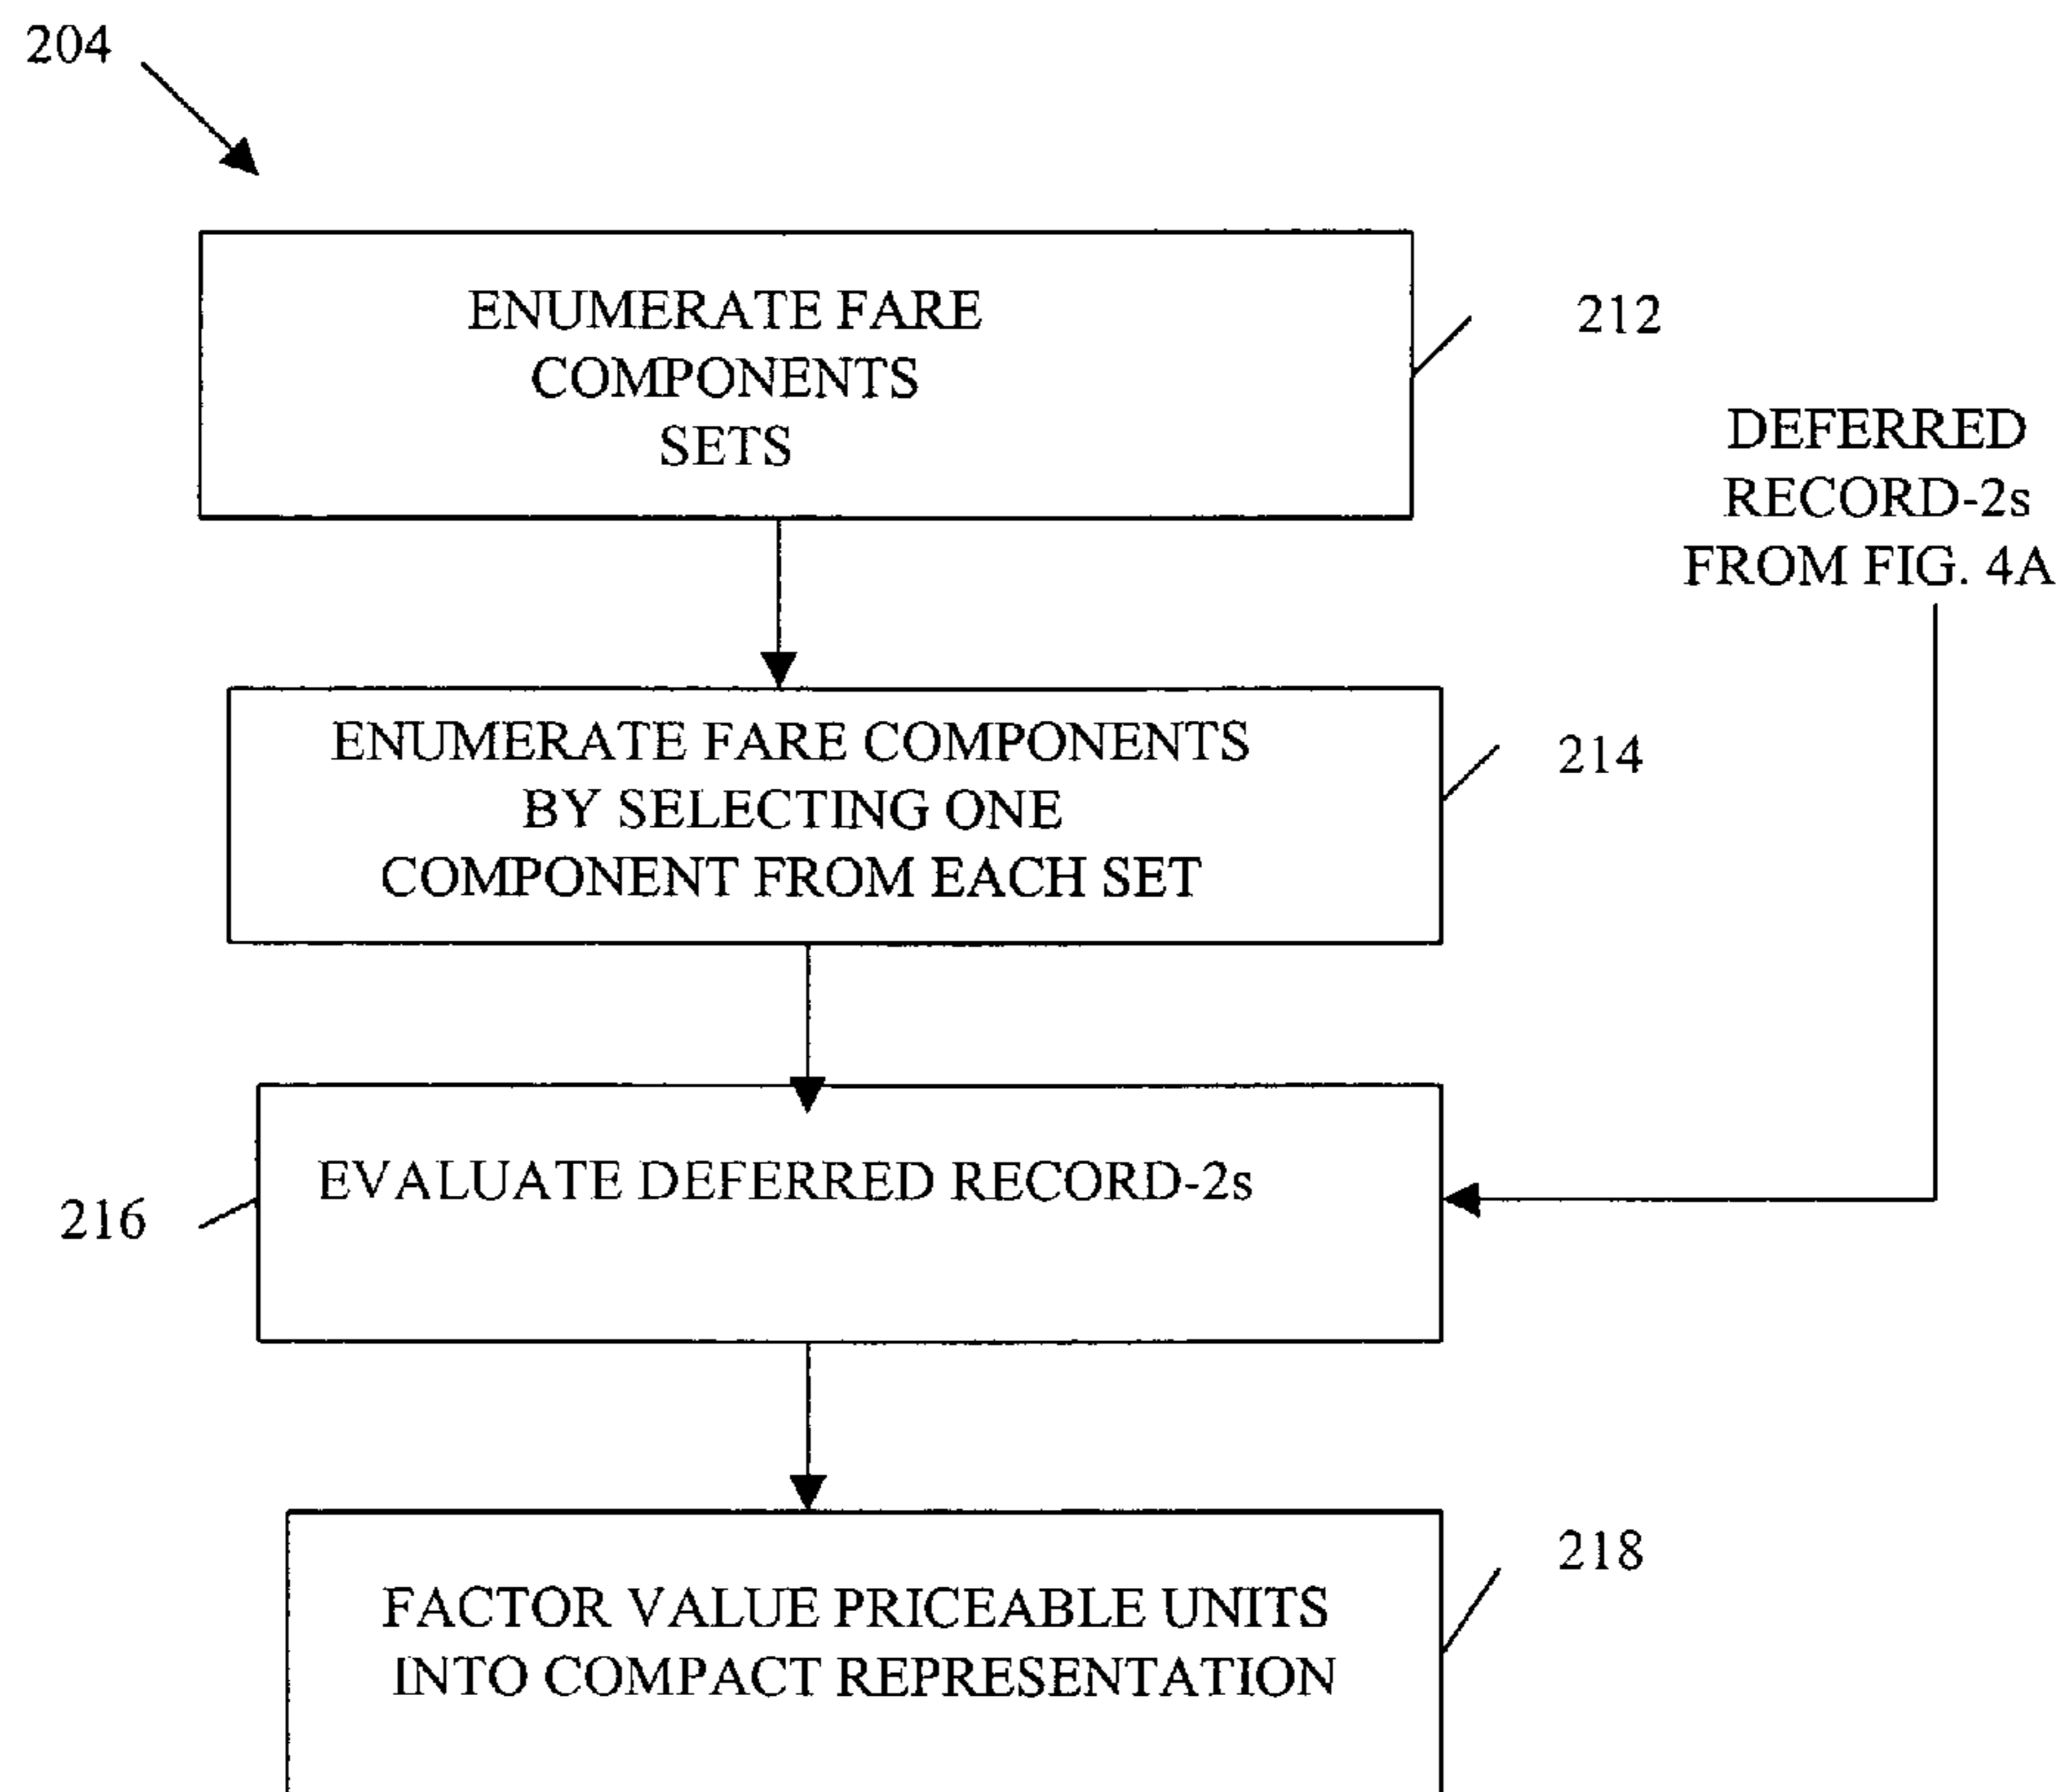 204
ENUMERATE FARE
COMPONENTS
SETS
212
DEFERRED
RECORD-2s
FROM FIG. 4A
ENUMERATE FARE COMPONENTS
BY SELECTING ONE
COMPONENT FROM EACH SET
214
EVALUATE DEFERRED RECORD-2s
216
FACTOR VALUE PRICEABLE UNITS
INTO COMPACT REPRESENTATION
218